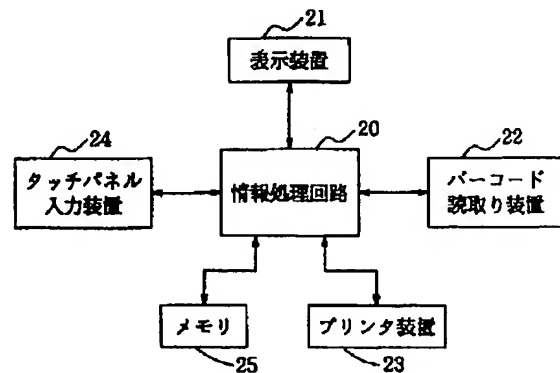 21
表示装置
24
20
22
タッチパネル
入力装置
情報処理回路
バーコード
読取り装置
メモリ
プリンタ装置
25
23